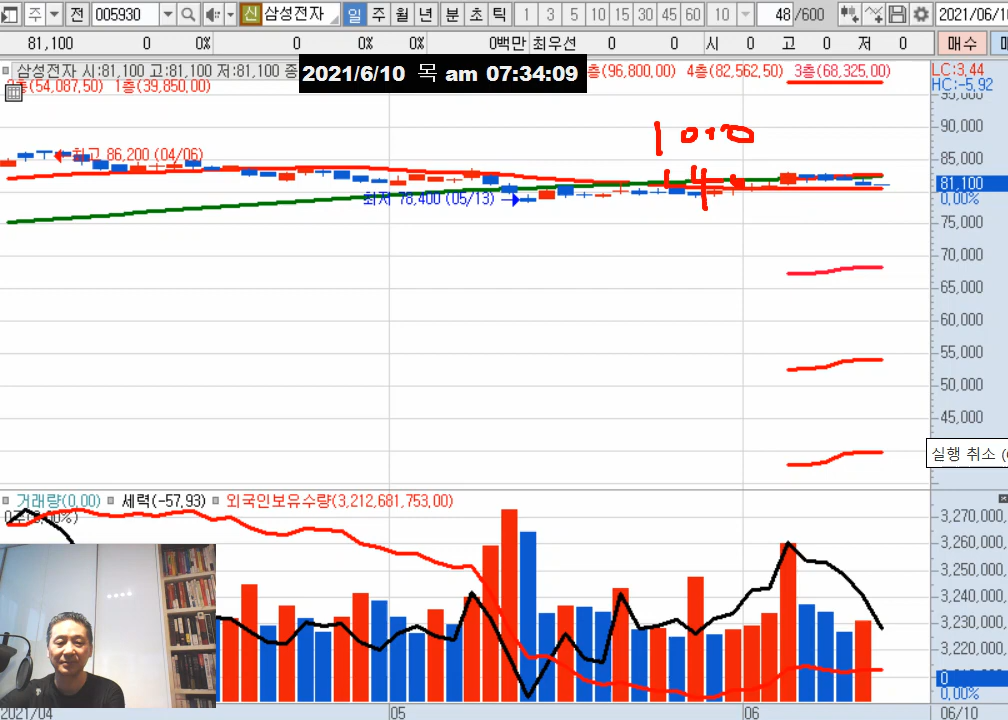 주 전 005930 신 삼성전자 일 주 월 년 분 초 틱 1 3 5 10 15 30 45 60 10 48 /600 2021/06/10
81,100 0 0% 0 0% 0% 0백만 최우선 0 0 시 0 고 0 저 0 매수
삼성전자 시:81,100 고:81,100 저:81,100 종
2021/6/10 목 am 07:34:09
층(96,800,00) 4층(82,562,50) 3층(68,325,00)
LC:3,44
층(54,087,50) 1층(39,850,00)
HC:-5,92
95,000
90,000
85,000
81,100
0,00%
75,000
70,000
65,000
60,000
55,000
50,000
45,000
최고 86,200 (04/06)
최저 78,400 (05/13)
실행 취소
거래량(0,00) 세력(-57,93) 외국인보유수량(3,212,681,753,00)
3,270,000,
3,260,000,
3,250,000,
3,240,000,
3,230,000,
3,220,000,
0
0,00%
2021/04 05 06 06/10